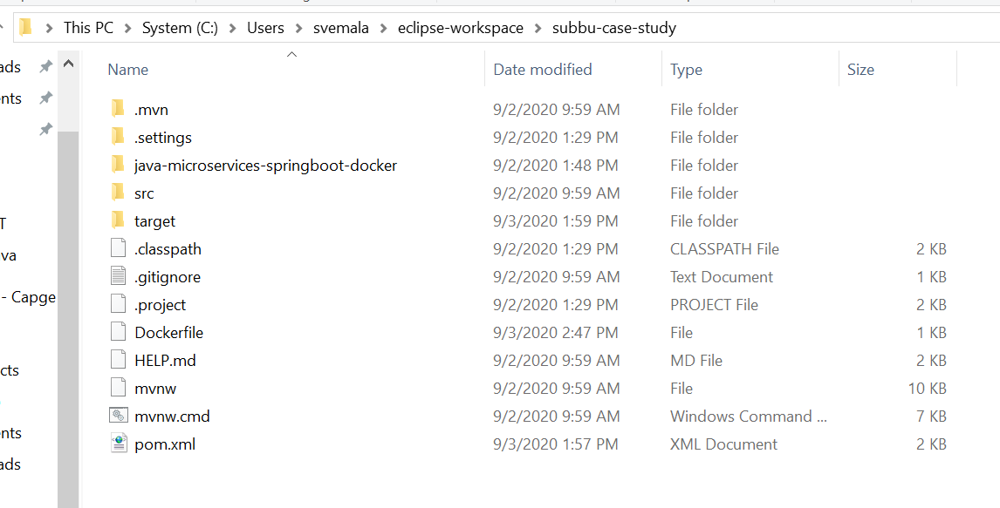 This PC > System (C:) > Users > svemala > eclipse-workspace > subbu-case-study
ads
ents
T
va
- Capge
cts
ents
ads
Name Date modified Type Size
.mvn 9/2/2020 9:59 AM File folder
.settings 9/2/2020 1:29 PM File folder
java-microservices-springboot-docker 9/2/2020 1:48 PM File folder
src 9/2/2020 9:59 AM File folder
target 9/3/2020 1:59 PM File folder
.classpath 9/2/2020 1:29 PM CLASSPATH File 2 KB
.gitignore 9/2/2020 9:59 AM Text Document 1 KB
.project 9/2/2020 1:29 PM PROJECT File 2 KB
Dockerfile 9/3/2020 2:47 PM File 1 KB
HELP.md 9/2/2020 9:59 AM MD File 2 KB
mvnw 9/2/2020 9:59 AM File 10 KB
mvnw.cmd 9/2/2020 9:59 AM Windows Command ... 7 KB
pom.xml 9/3/2020 1:57 PM XML Document 2 KB